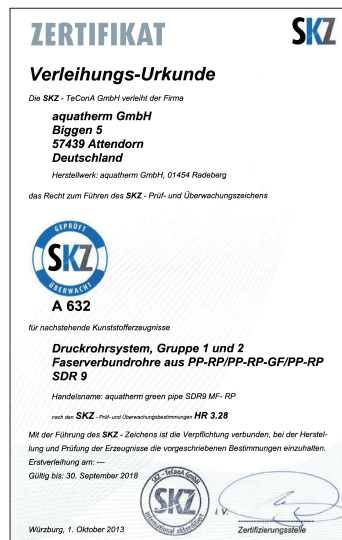 ZERTIFIKAT
SKZ
Verleihungs-Urkunde
Die SKZ - TeConA GmbH verleiht der Firma
aquatherm GmbH
Biggen 5
57439 Attendorn
Deutschland
Herstellwerk: aquatherm GmbH, 01454 Radeberg
das Recht zum Führen des SKZ - Prüf- und Überwachungszeichens
GEPRÜFT
SKZ
ÜBERWACHT
A 632
für nachstehende Kunststofferzeugnisse
Druckrohrsystem, Gruppe 1 und 2
Faserverbundrohre aus PP-RP/PP-RP-GF/PP-RP
SDR 9
Handelsname: aquatherm green pipe SDR9 MF- RP
nach den SKZ - Prüf- und Überwachungsbestimmungen HR 3.28
Mit der Führung des SKZ - Zeichens ist die Verpflichtung verbunden, bei der Herstel-
lung und Prüfung der Erzeugnisse die vorgeschriebenen Bestimmungen einzuhalten.
Erstverleihung am: ---
Gültig bis: 30. September 2018
SKZ - TeConA GmbH
SKZ
international akkreditiert
i. V.
Würzburg, 1. Oktober 2013
Zertifizierungsstelle